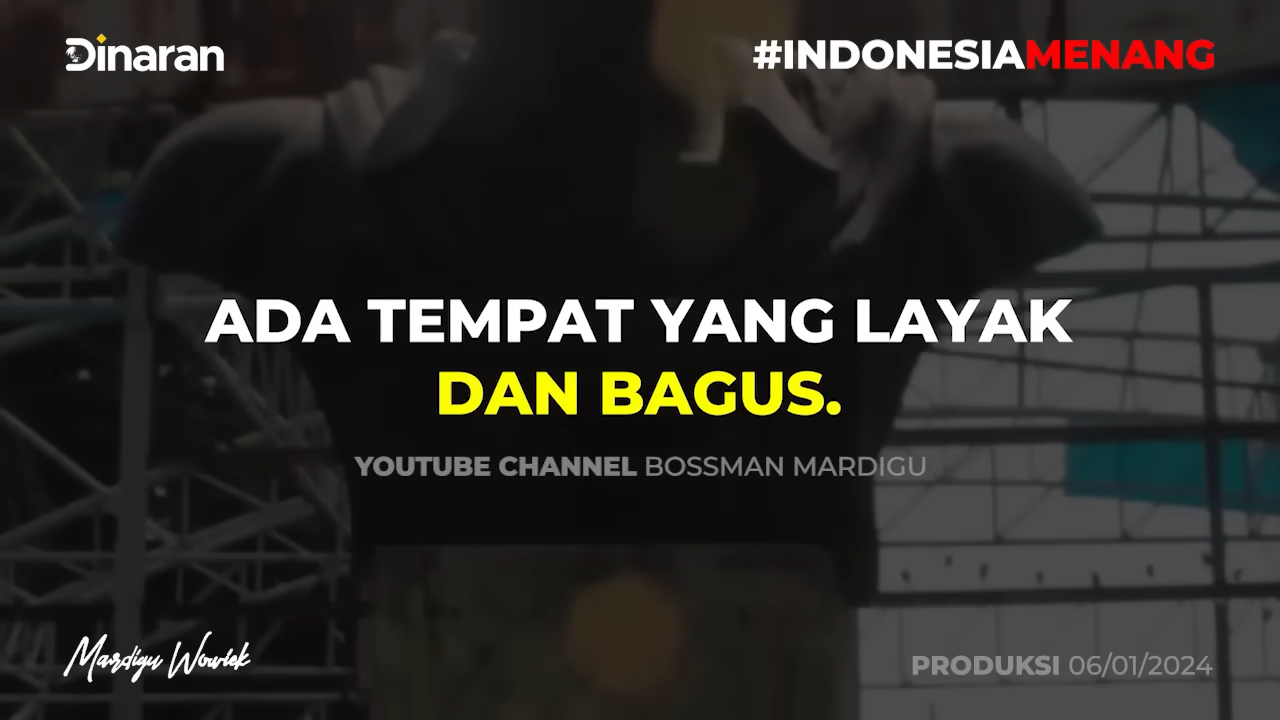 Dinaran
#INDONESIAMENANG
ADA TEMPAT YANG LAYAK
DAN BAGUS.
YOUTUBE CHANNEL BOSSMAN MARDIGU
Mardigu Wowiek
PRODUKSI 06/01/2024